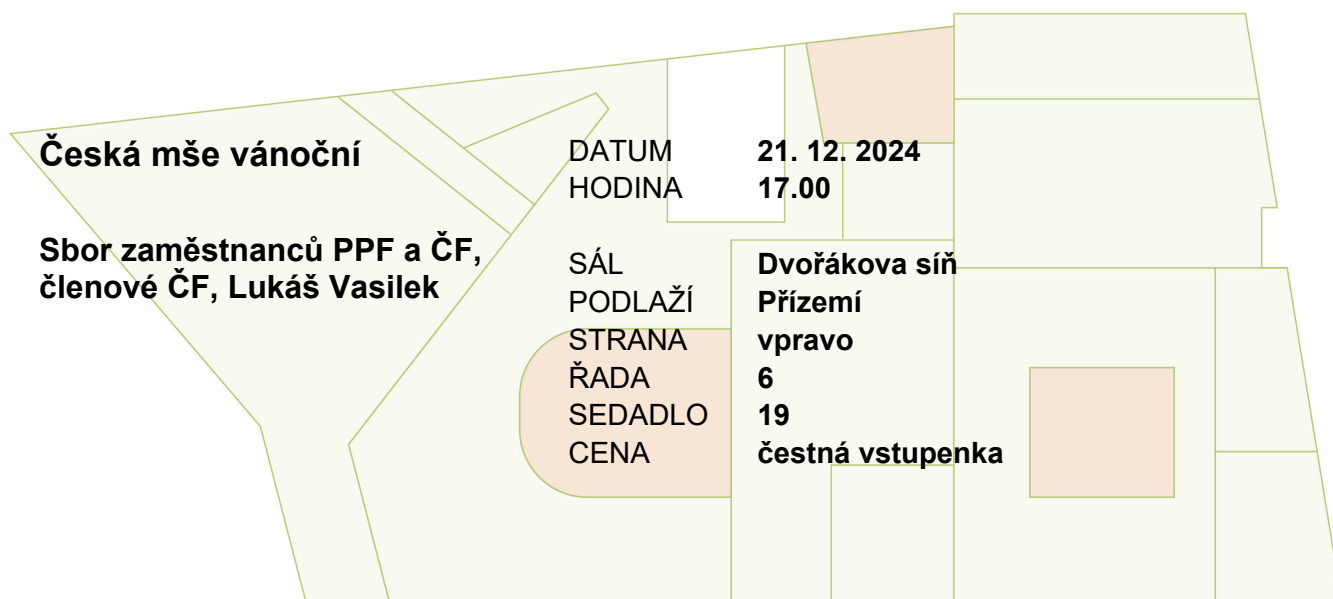 Česká mše vánoční
Sbor zaměstnanců PPF a ČF,
členové ČF, Lukáš Vasilek
DATUM 21. 12. 2024
HODINA 17.00
SÁL Dvořákova síň
PODLAŽÍ Přízemí
STRANA vpravo
ŘADA 6
SEDADLO 19
CENA čestná vstupenka